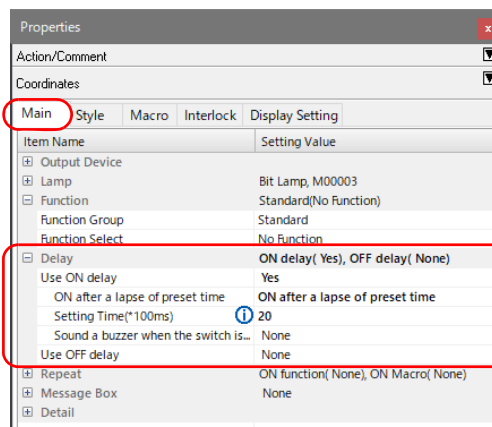 Properties x
Action/Comment
Coordinates
Main Style Macro Interlock Display Setting
Item Name Setting Value
Output Device
Lamp Bit Lamp, M00003
Function Standard(No Function)
Function Group Standard
Function Select No Function
Delay ON delay( Yes), OFF delay( None)
Use ON delay Yes
ON after a lapse of preset time ON after a lapse of preset time
Setting Time(*100ms) i 20
Sound a buzzer when the switch is... None
Use OFF delay None
Repeat ON function( None), ON Macro( None)
Message Box None
Detail